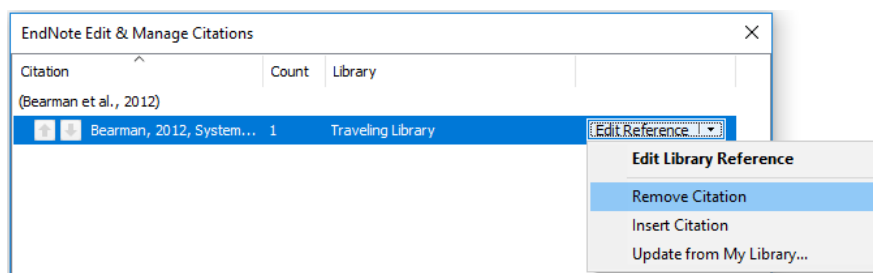 EndNote Edit & Manage Citations
Citation Count Library
(Bearman et al., 2012)
Bearman, 2012, System... 1 Traveling Library Edit Reference
Edit Library Reference
Remove Citation
Insert Citation
Update from My Library...